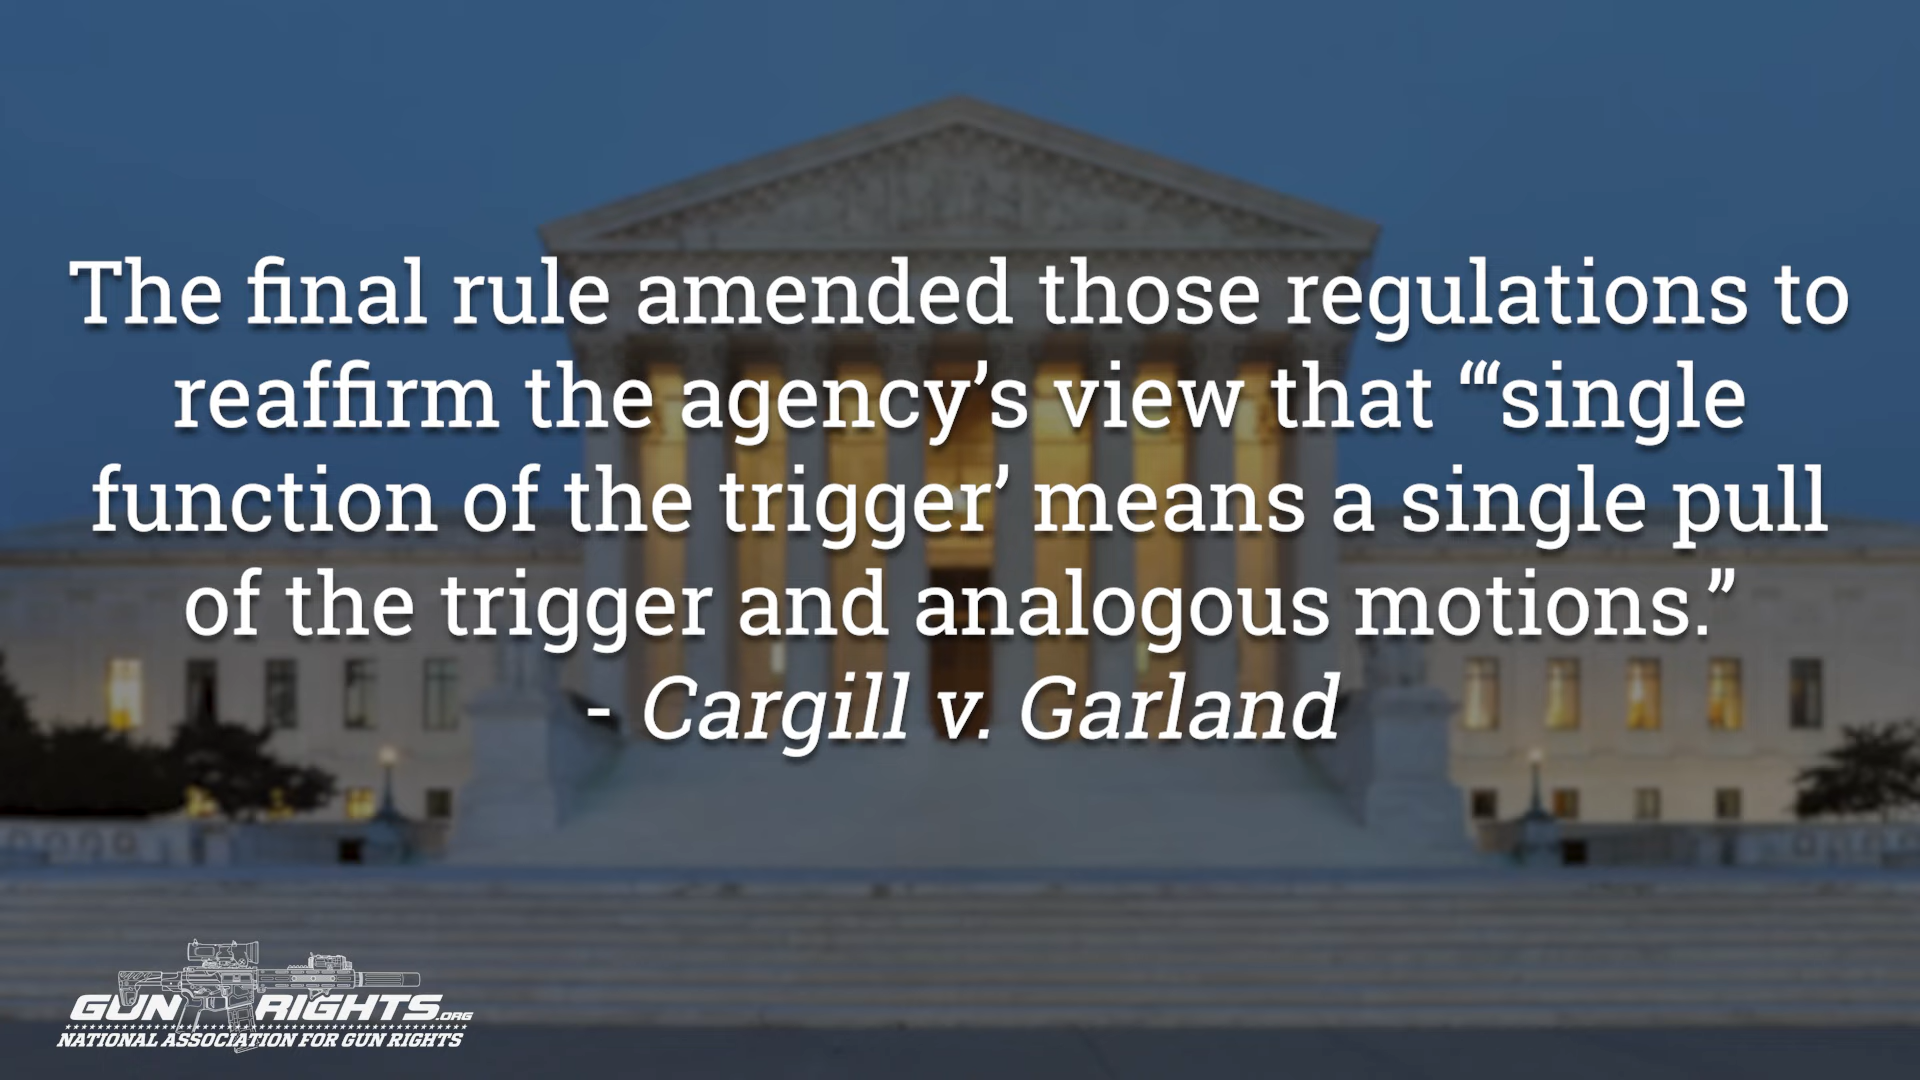 The final rule amended those regulations to
reaffirm the agency’s view that “‘single
function of the trigger’ means a single pull
of the trigger and analogous motions.”
- Cargill v. Garland
GUN RIGHTS.ORG
NATIONAL ASSOCIATION FOR GUN RIGHTS